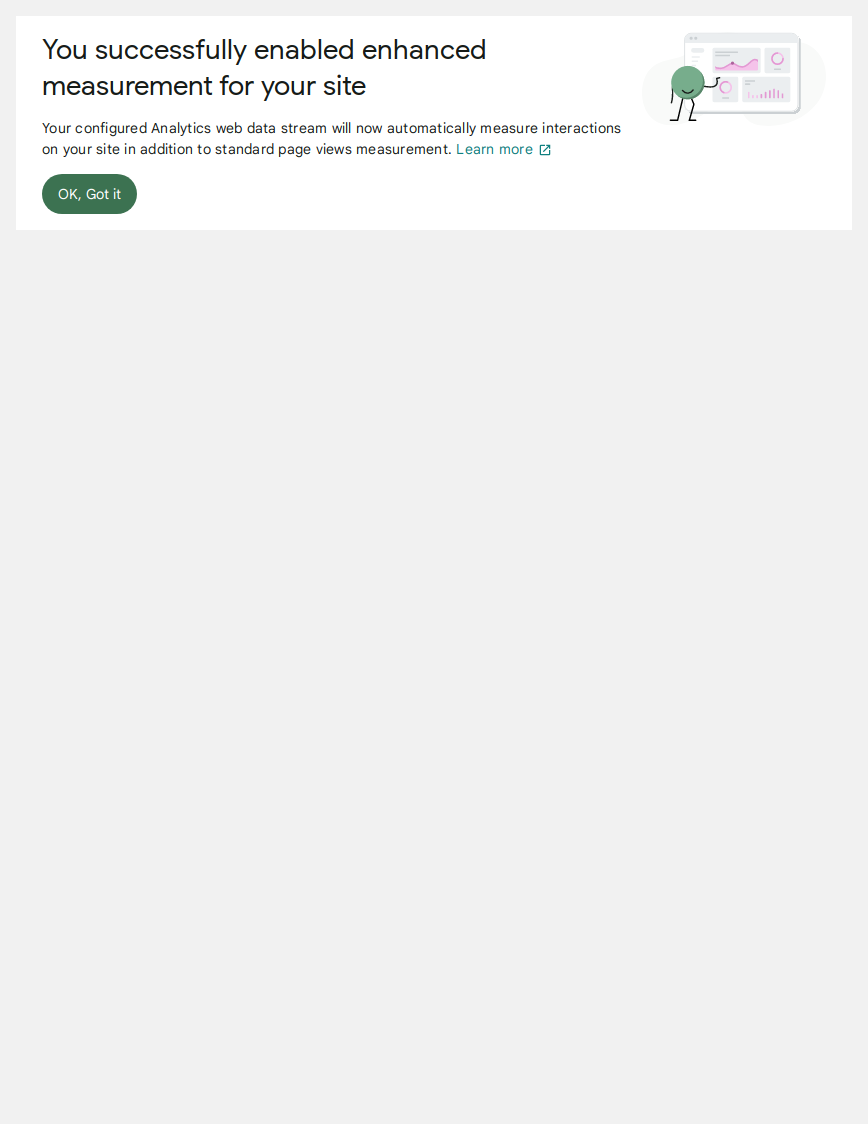 You successfully enabled enhanced
measurement for your site
Your configured Analytics web data stream will now automatically measure interactions
on your site in addition to standard page views measurement. Learn more
OK, Got it